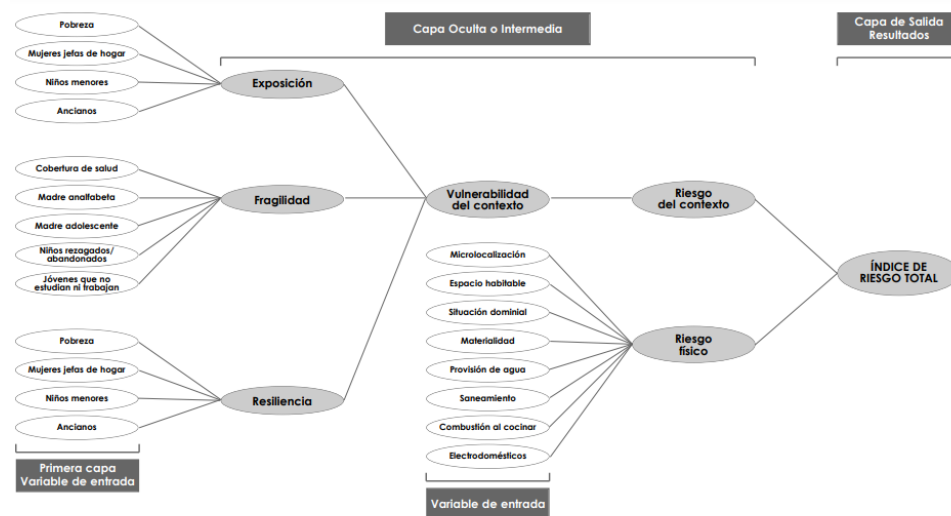 Capa Oculta o Intermedia
Capa de Salida
Resultados
Pobreza
Mujeres jefas de hogar
Niños menores
Ancianos
Exposición
Cobertura de salud
Madre analfabeta
Madre adolescente
Niños rezagados/
abandonados
Jóvenes que no
estudian ni trabajan
Fragilidad
Pobreza
Mujeres jefas de hogar
Niños menores
Ancianos
Resiliencia
Primera capa
Variable de entrada
Vulnerabilidad
del contexto
Riesgo
del contexto
Microlocalización
Espacio habitable
Situación dominial
Materialidad
Provisión de agua
Saneamiento
Combustión al cocinar
Electrodomésticos
Variable de entrada
Riesgo
físico
ÍNDICE DE
RIESGO TOTAL